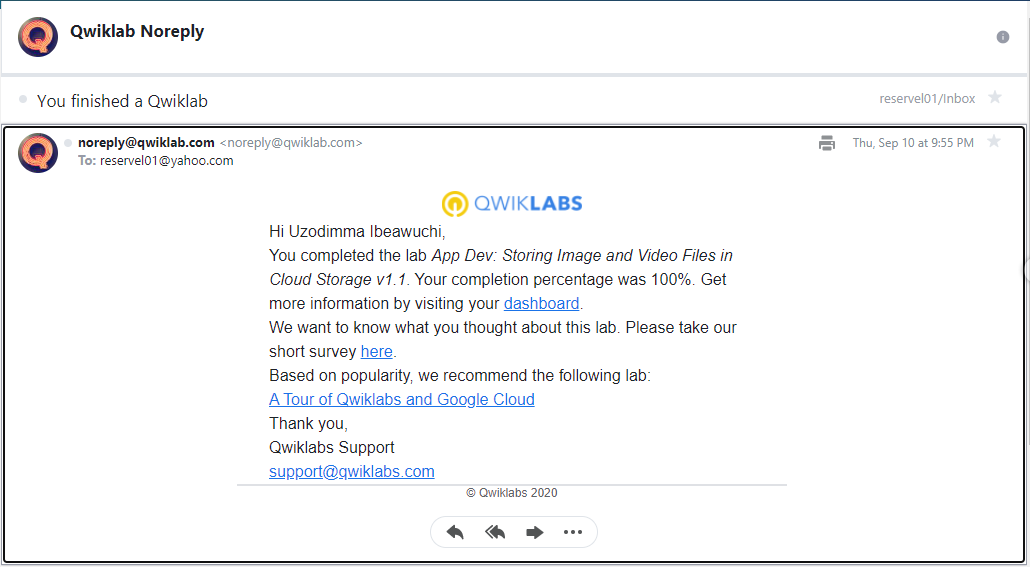 Qwiklab Noreply
You finished a Qwiklab
reservel01/Inbox
noreply@qwiklab.com <noreply@qwiklab.com>
Thu, Sep 10 at 9:55 PM
To: reservel01@yahoo.com
QWIKLABS
Hi Uzodimma Ibeawuchi,
You completed the lab App Dev: Storing Image and Video Files in
Cloud Storage v1.1. Your completion percentage was 100%. Get
more information by visiting your dashboard.
We want to know what you thought about this lab. Please take our
short survey here.
Based on popularity, we recommend the following lab:
A Tour of Qwiklabs and Google Cloud
Thank you,
Qwiklabs Support
support@qwiklabs.com
© Qwiklabs 2020